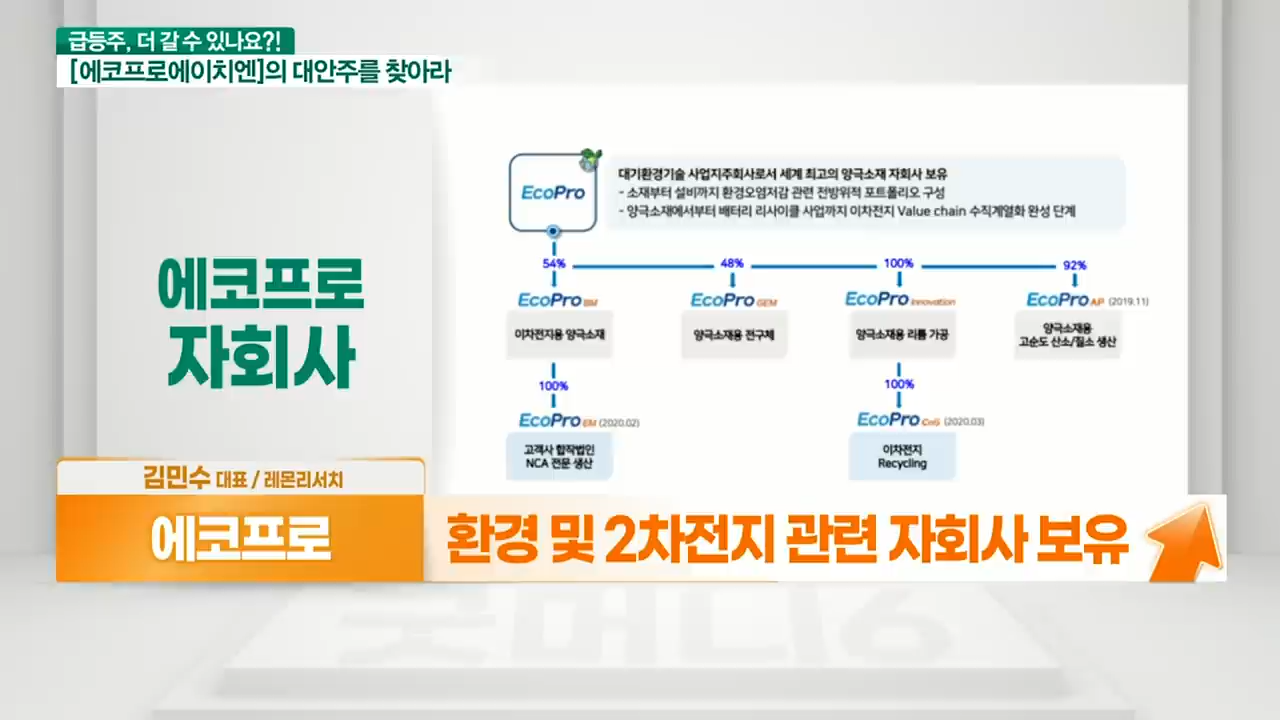 급등주, 더 갈 수 있나요?!
[에코프로에이치엔]의 대안주를 찾아라
에코프로
자회사
EcoPro
대기환경기술 사업지주회사로서 세계 최고의 양극소재 자회사 보유
- 소재부터 설비까지 환경오염저감 관련 전방위적 포트폴리오 구성
- 양극소재에서부터 배터리 리사이클 사업까지 이차전지 Value chain 수직계열화 완성 단계
54% 48% 100% 92%
EcoPro BM EcoPro GEM EcoPro Innovation EcoPro AP (2019.11)
이차전지용 양극소재 양극소재용 전구체 양극소재용 리튬 가공 양극소재용
고순도 산소/질소 생산
100% 100%
EcoPro EM (2020.02) EcoPro CnG (2020.03)
고객사 합작법인 이차전지
NCA 전문 생산 Recycling
김민수 대표 / 레몬리서치
에코프로 환경 및 2차전지 관련 자회사 보유
굿머니6